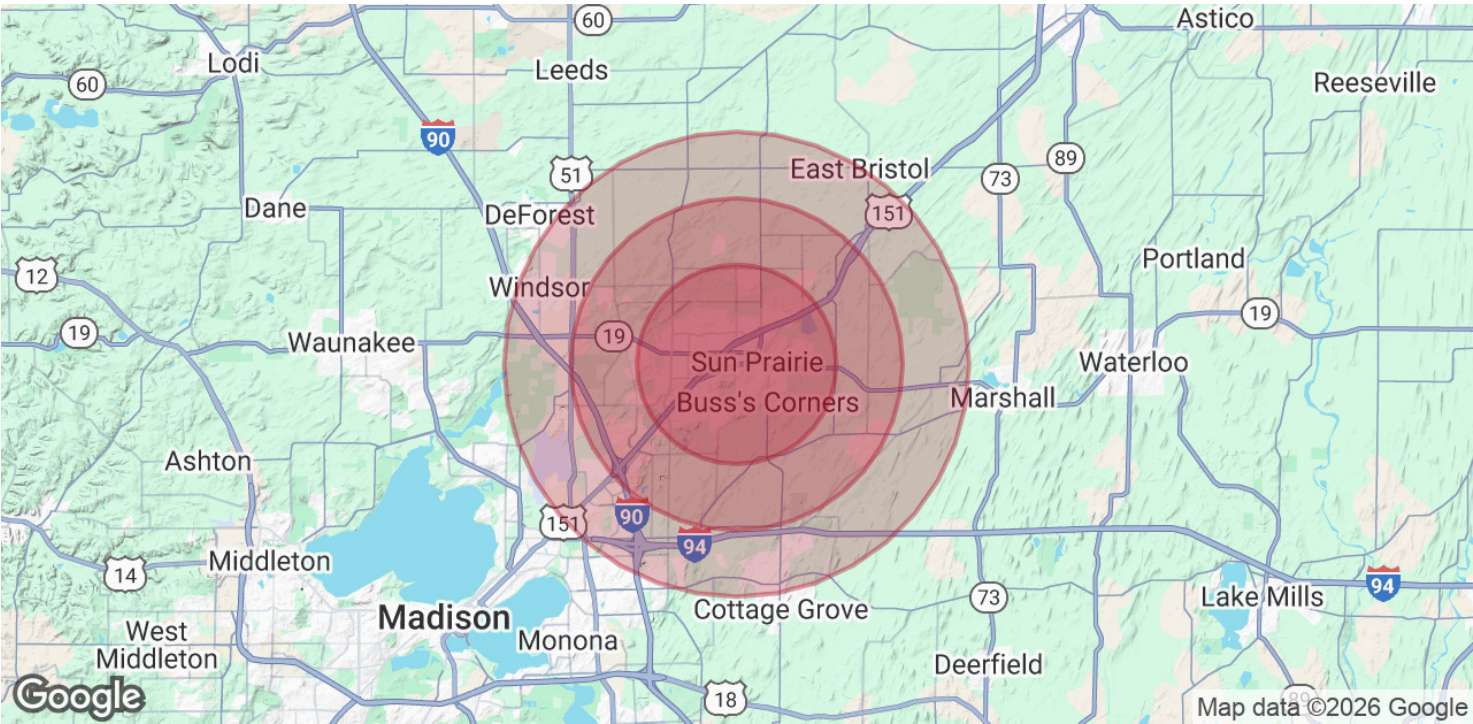 60
Astico
Lodi
Leeds
Reeseville
60
90
89
51
East Bristol
73
Dane
DeForest
151
Portland
12
Windsor
19
19
19
Waunakee
Sun Prairie
Waterloo
Buss's Corners
Marshall
Ashton
151
90
94
Middleton
14
94
73
Lake Mills
Madison
Cottage Grove
West
Middleton
Monona
Deerfield
18
89
Google
Map data ©2026 Google